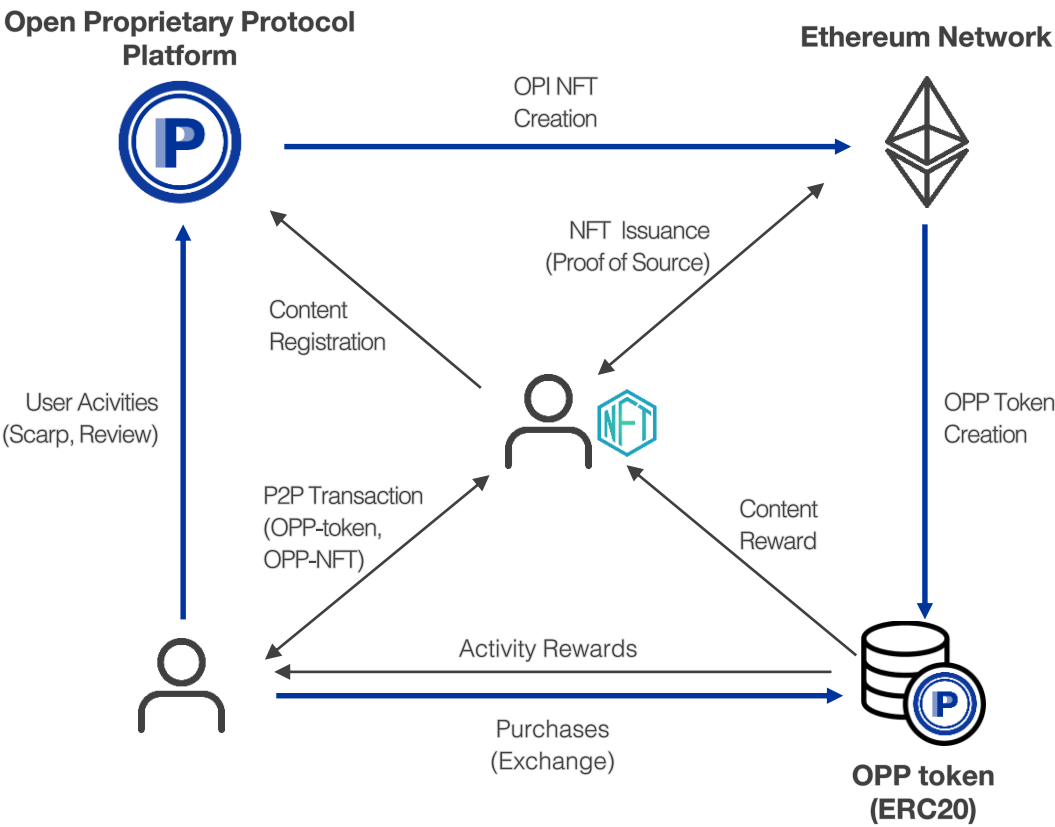 Open Proprietary Protocol
Platform
Ethereum Network
P
OPI NFT
Creation
NFT Issuance
(Proof of Source)
Content
Registration
User Acivities
(Scarp, Review)
NFT
OPP Token
Creation
P2P Transaction
(OPP-token,
OPP-NFT)
Content
Reward
Activity Rewards
P
Purchases
(Exchange)
OPP token
(ERC20)